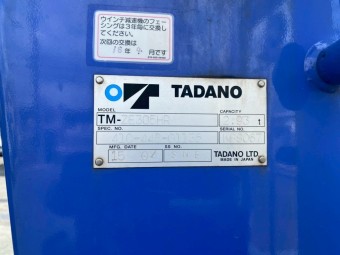 ウインチ減速機のフェー
シングは3年毎に交換し
てください。
次回の交換は
年 月です
TADANO
MODEL
CAPACITY
TM-
t
SPEC. NO.
SERIAL NO.
MFG. DATE
SS. NO.
TADANO LTD.
MADE IN JAPAN